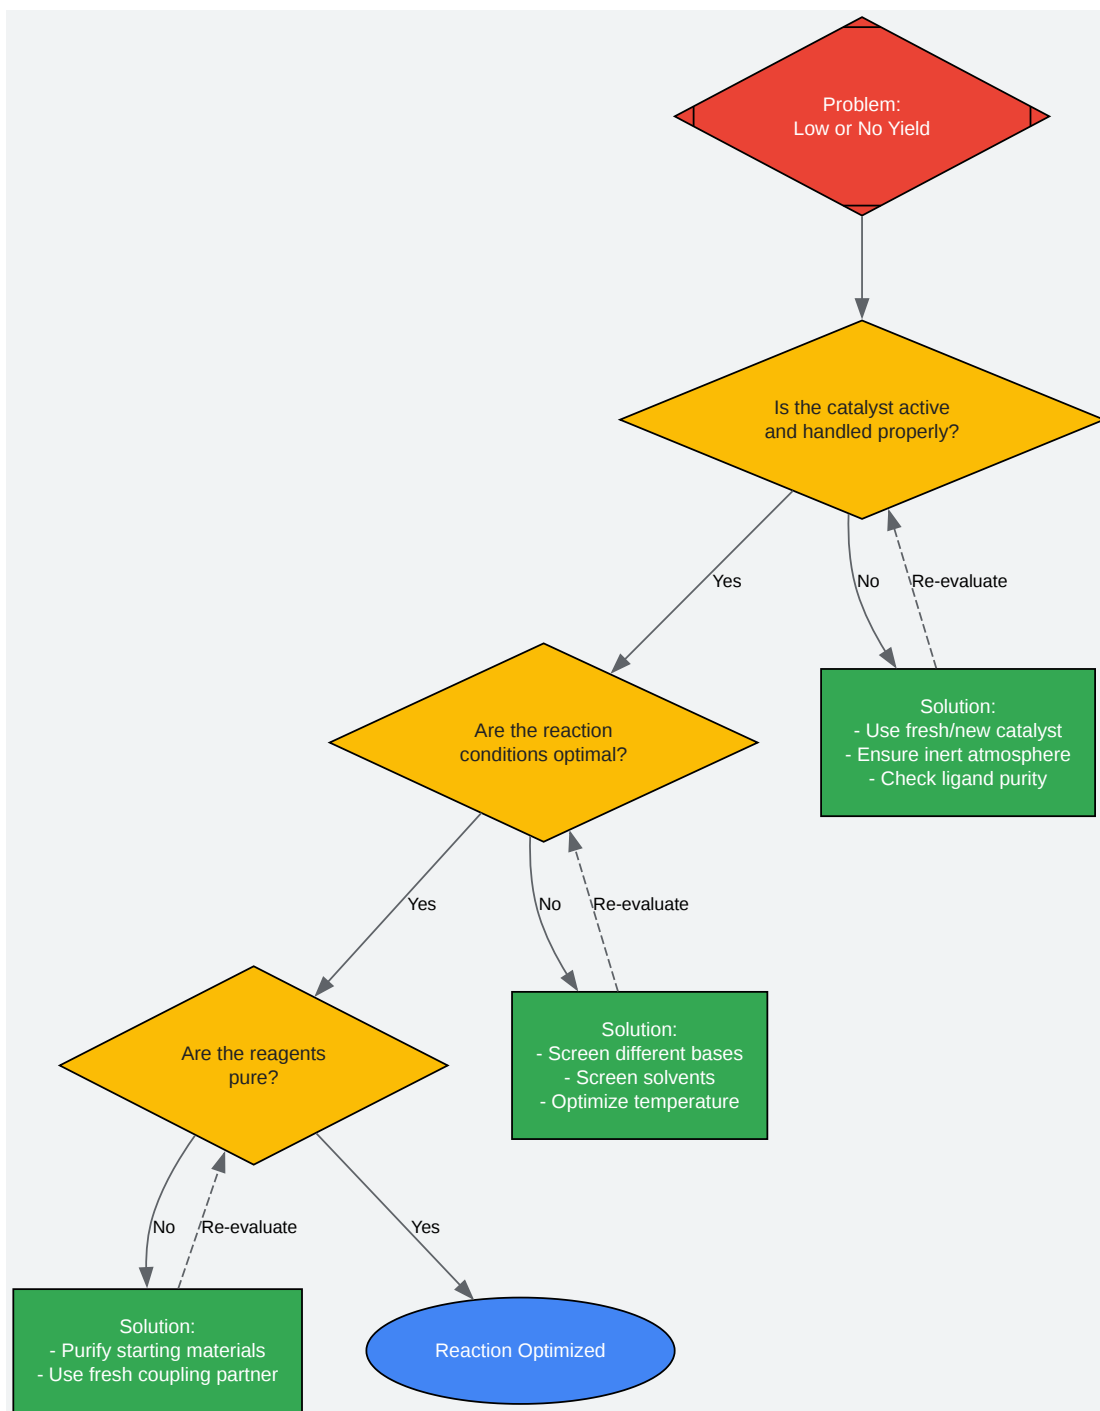 Problem:
Low or No Yield
Is the catalyst active
and handled properly?
Yes
No
Re-evaluate
Are the reaction
conditions optimal?
Solution:
- Use fresh/new catalyst
- Ensure inert atmosphere
- Check ligand purity
Yes
No
Re-evaluate
Are the reagents
pure?
Solution:
- Screen different bases
- Screen solvents
- Optimize temperature
No
Re-evaluate
Yes
Solution:
- Purify starting materials
- Use fresh coupling partner
Reaction Optimized